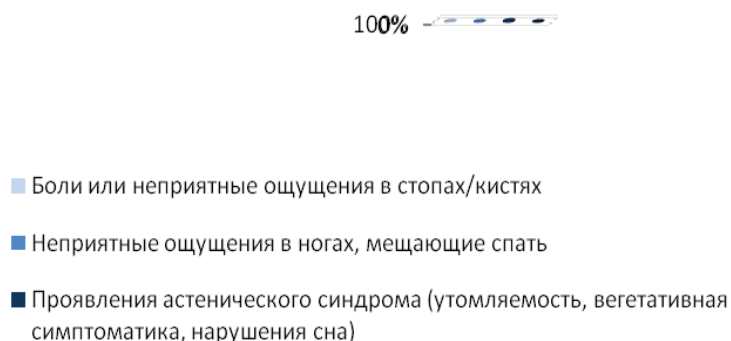 100%
Боли или неприятные ощущения в стопах/кистях
Неприятные ощущения в ногах, мещающие спать
Проявления астенического синдрома (утомляемость, вегетативная
симптоматика, нарушения сна)